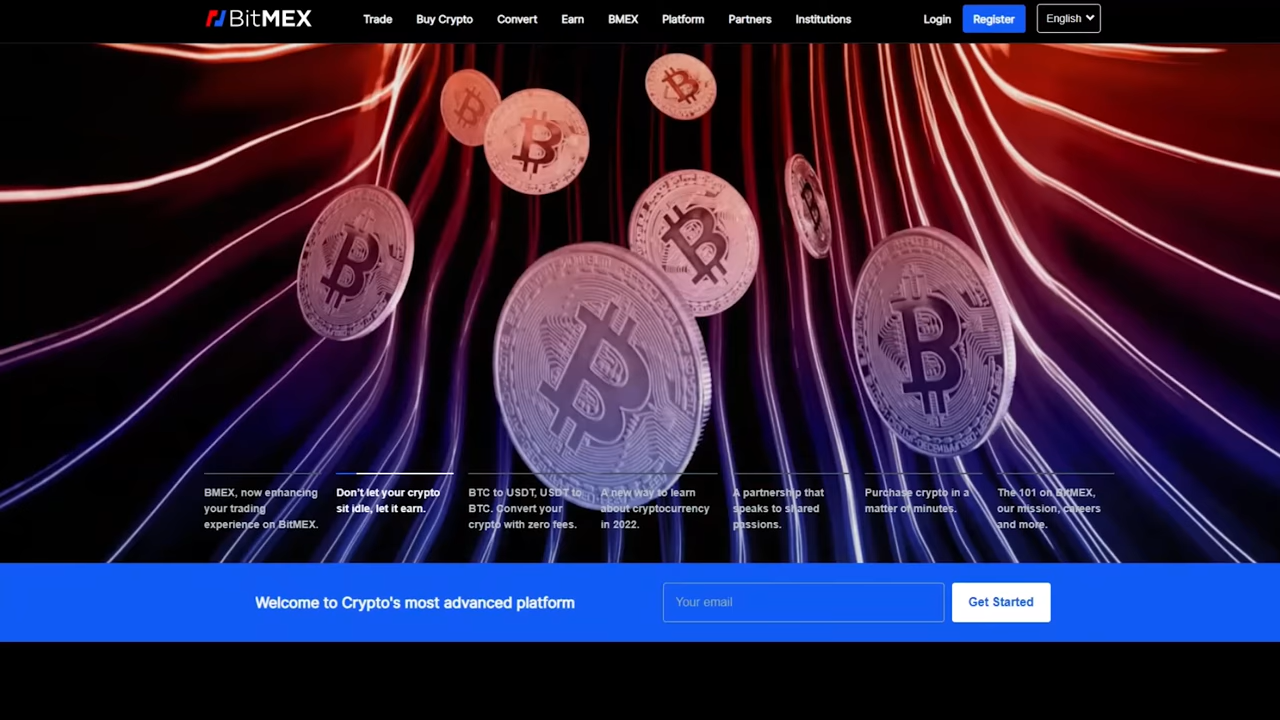 BitMEX Trade Buy Crypto Convert Earn BMEX Platform Partners Institutions Login Register English
BMEX, now enhancing
your trading
experience on BitMEX.
Don't let your crypto
sit idle, let it earn.
BTC to USDT, USDT to
BTC. Convert your
crypto with zero fees.
A new way to learn
about cryptocurrency
in 2022.
A partnership that
speaks to shared
passions.
Purchase crypto in a
matter of minutes.
The 101 on BitMEX,
our mission, careers
and more.
Welcome to Crypto's most advanced platform
Your email
Get Started